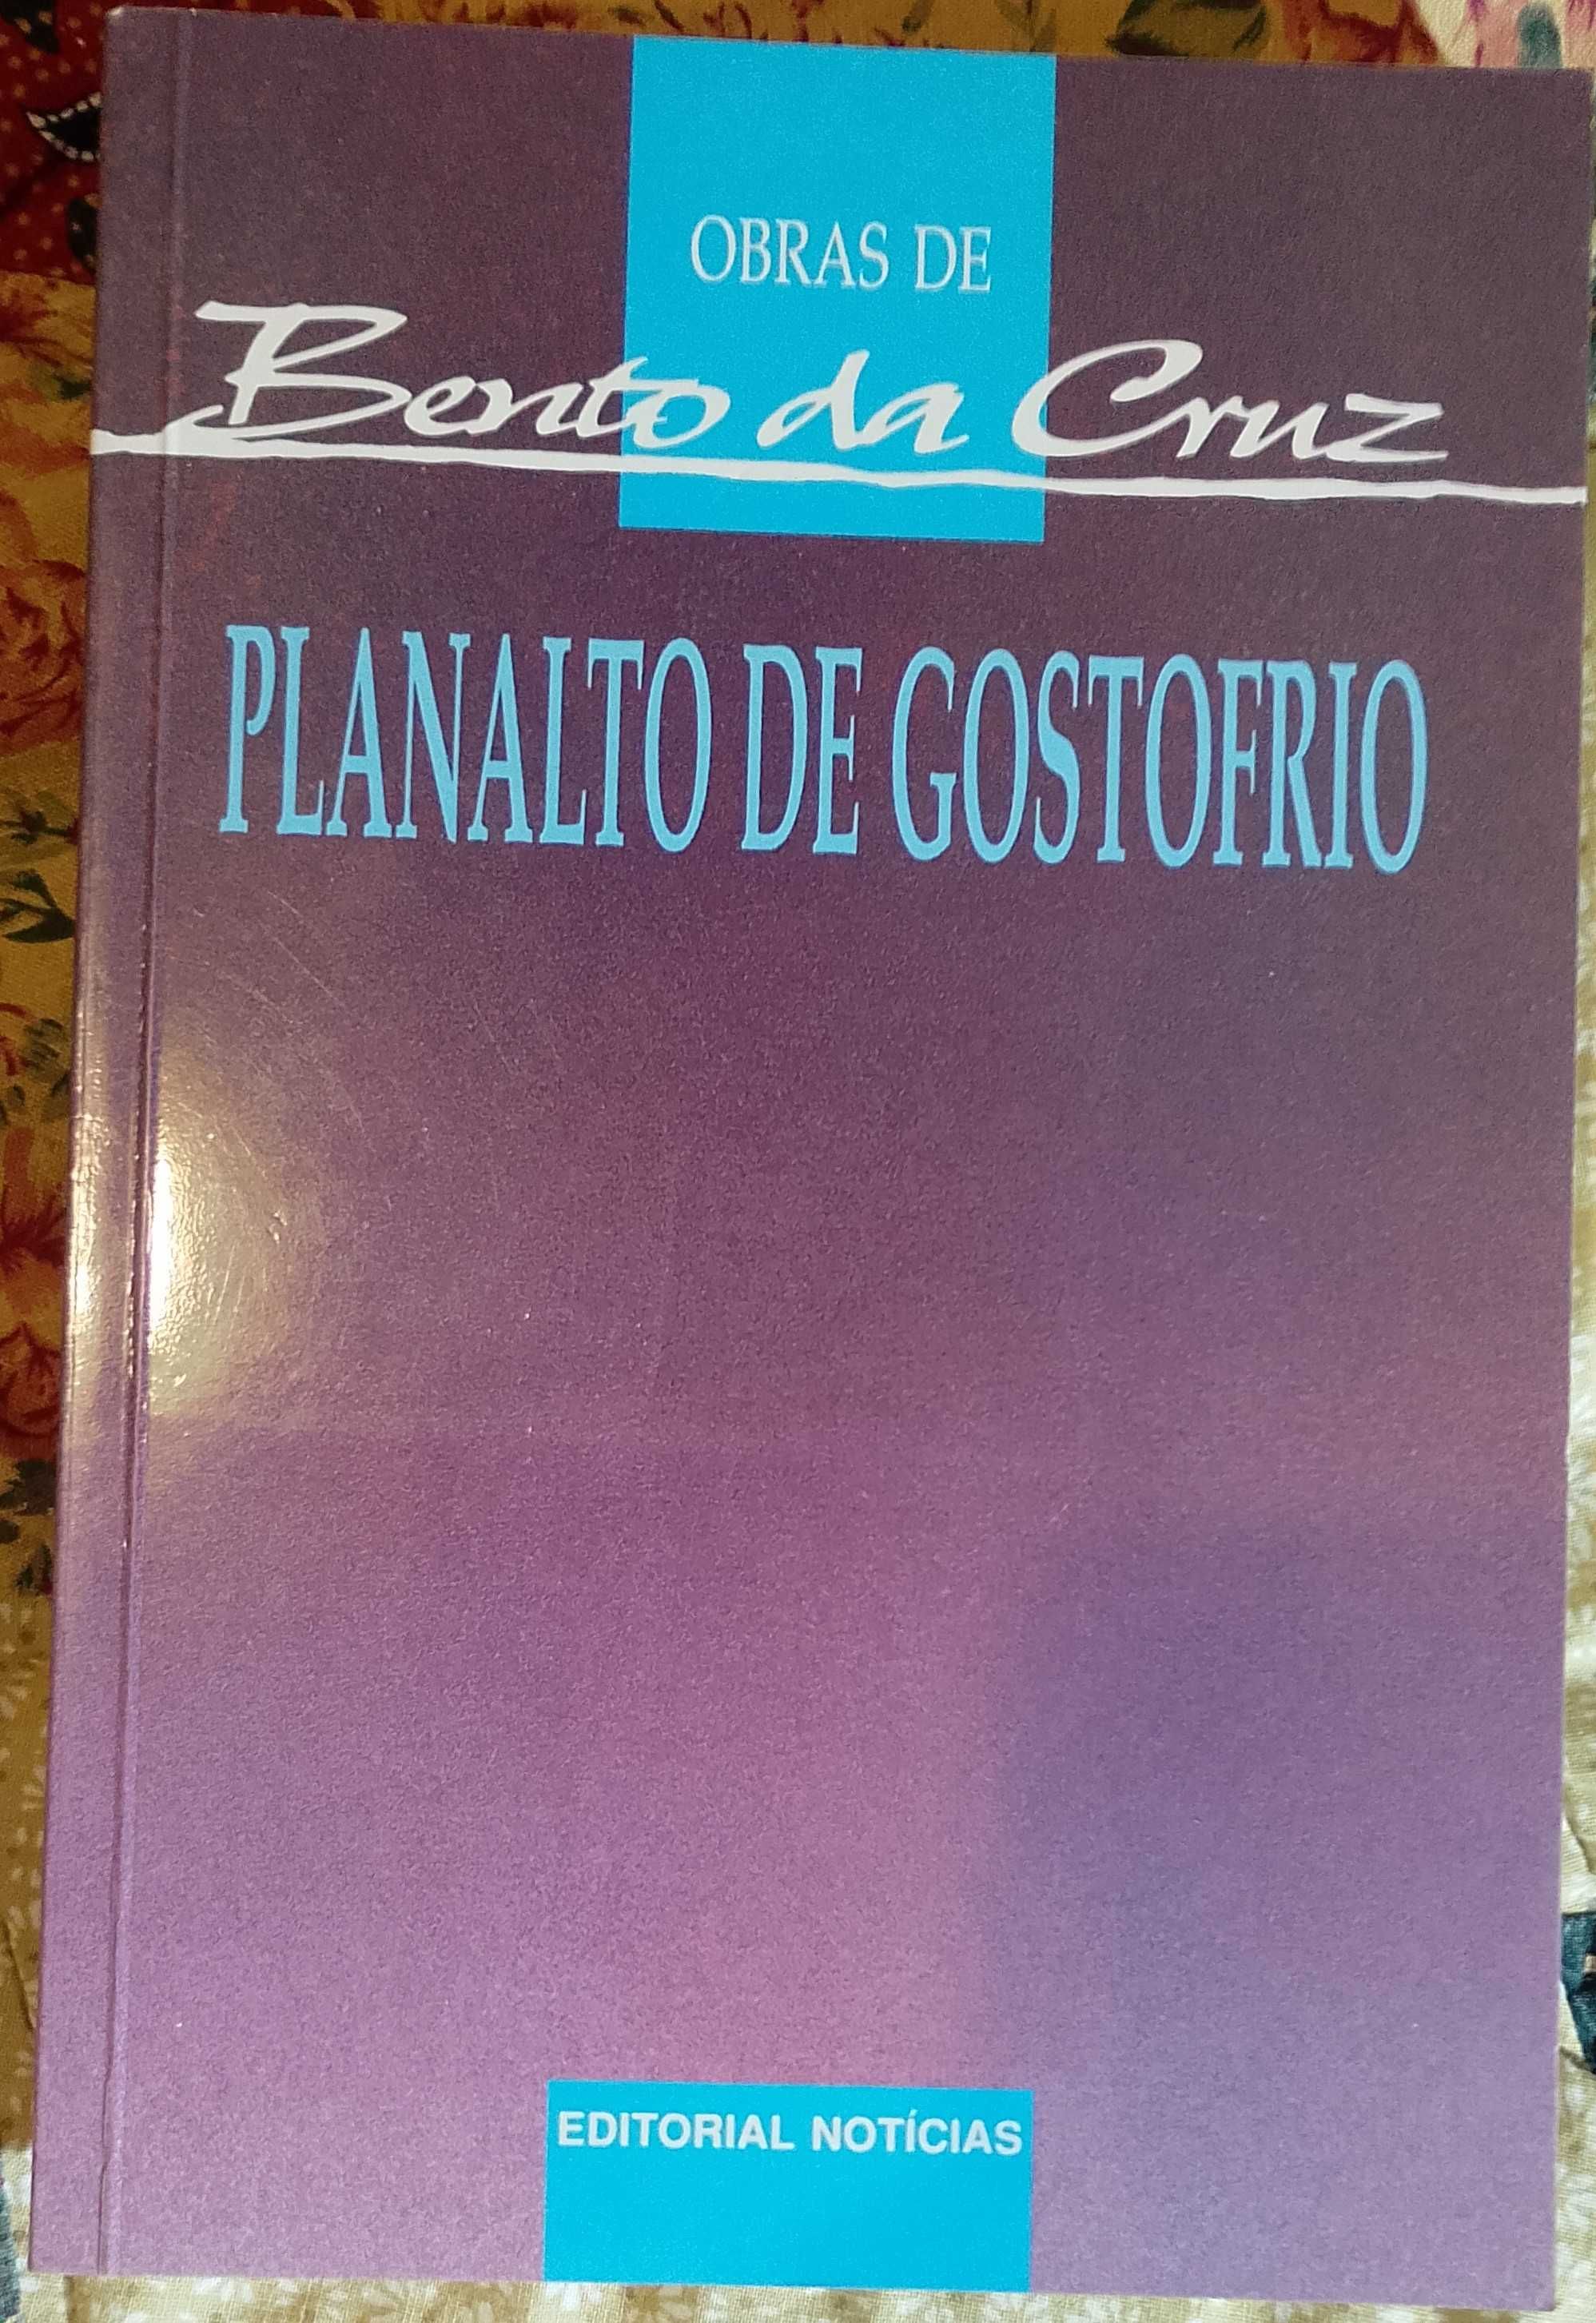 OBRAS DE
Bento da Cruz
PLANALTO DE GOSTOFRIO
EDITORIAL NOTÍCIAS